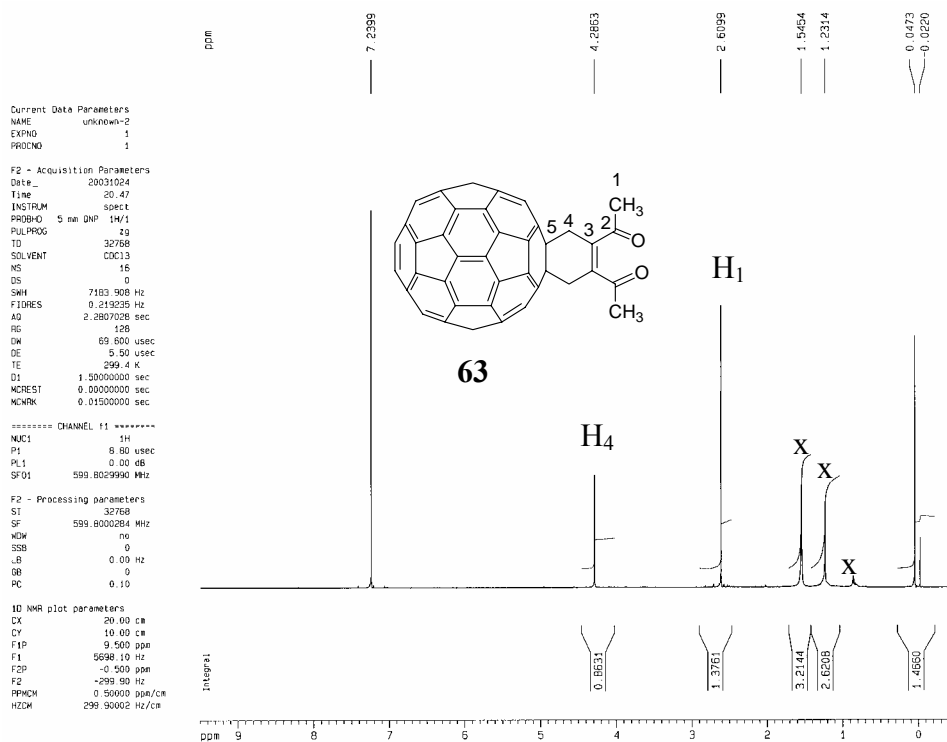 ppm
7.2399
4.2863
2.6099
1.5454
1.2314
0.0473
-0.0220
Current Data Parameters
NAME unknown-2
EXPNO 1
PROCNO 1
F2 - Acquisition Parameters
Date_ 20031024
Time 20.47
INSTRUM spect
PROBHD 5 mm QNP 1H/1
PULPROG zg
TD 32768
SOLVENT CDCl3
NS 16
DS 0
SWH 7183.908 Hz
FIDRES 0.219235 Hz
AQ 2.2807028 sec
RG 128
DW 69.600 usec
DE 5.50 usec
TE 299.4 K
D1 1.50000000 sec
MCREST 0.00000000 sec
MCWRK 0.01500000 sec
======== CHANNEL f1 ========
NUC1 1H
P1 8.80 usec
PL1 0.00 dB
SFO1 599.8029990 MHz
F2 - Processing parameters
SI 32768
SF 599.8000284 MHz
WDW no
SSB 0
LB 0.00 Hz
GB 0
PC 0.10
1D NMR plot parameters
CX 20.00 cm
CY 10.00 cm
F1P 9.500 ppm
F1 5698.10 Hz
F2P -0.500 ppm
F2 -299.90 Hz
PPMCM 0.50000 ppm/cm
HZCM 299.90002 Hz/cm
1
CH3
5 4 3 2
O
O
CH3
63
H1
H4
x
x
x
Integral
0.8631
1.3761
3.2144
2.6208
1.4660
ppm 9 8 7 6 5 4 3 2 1 0